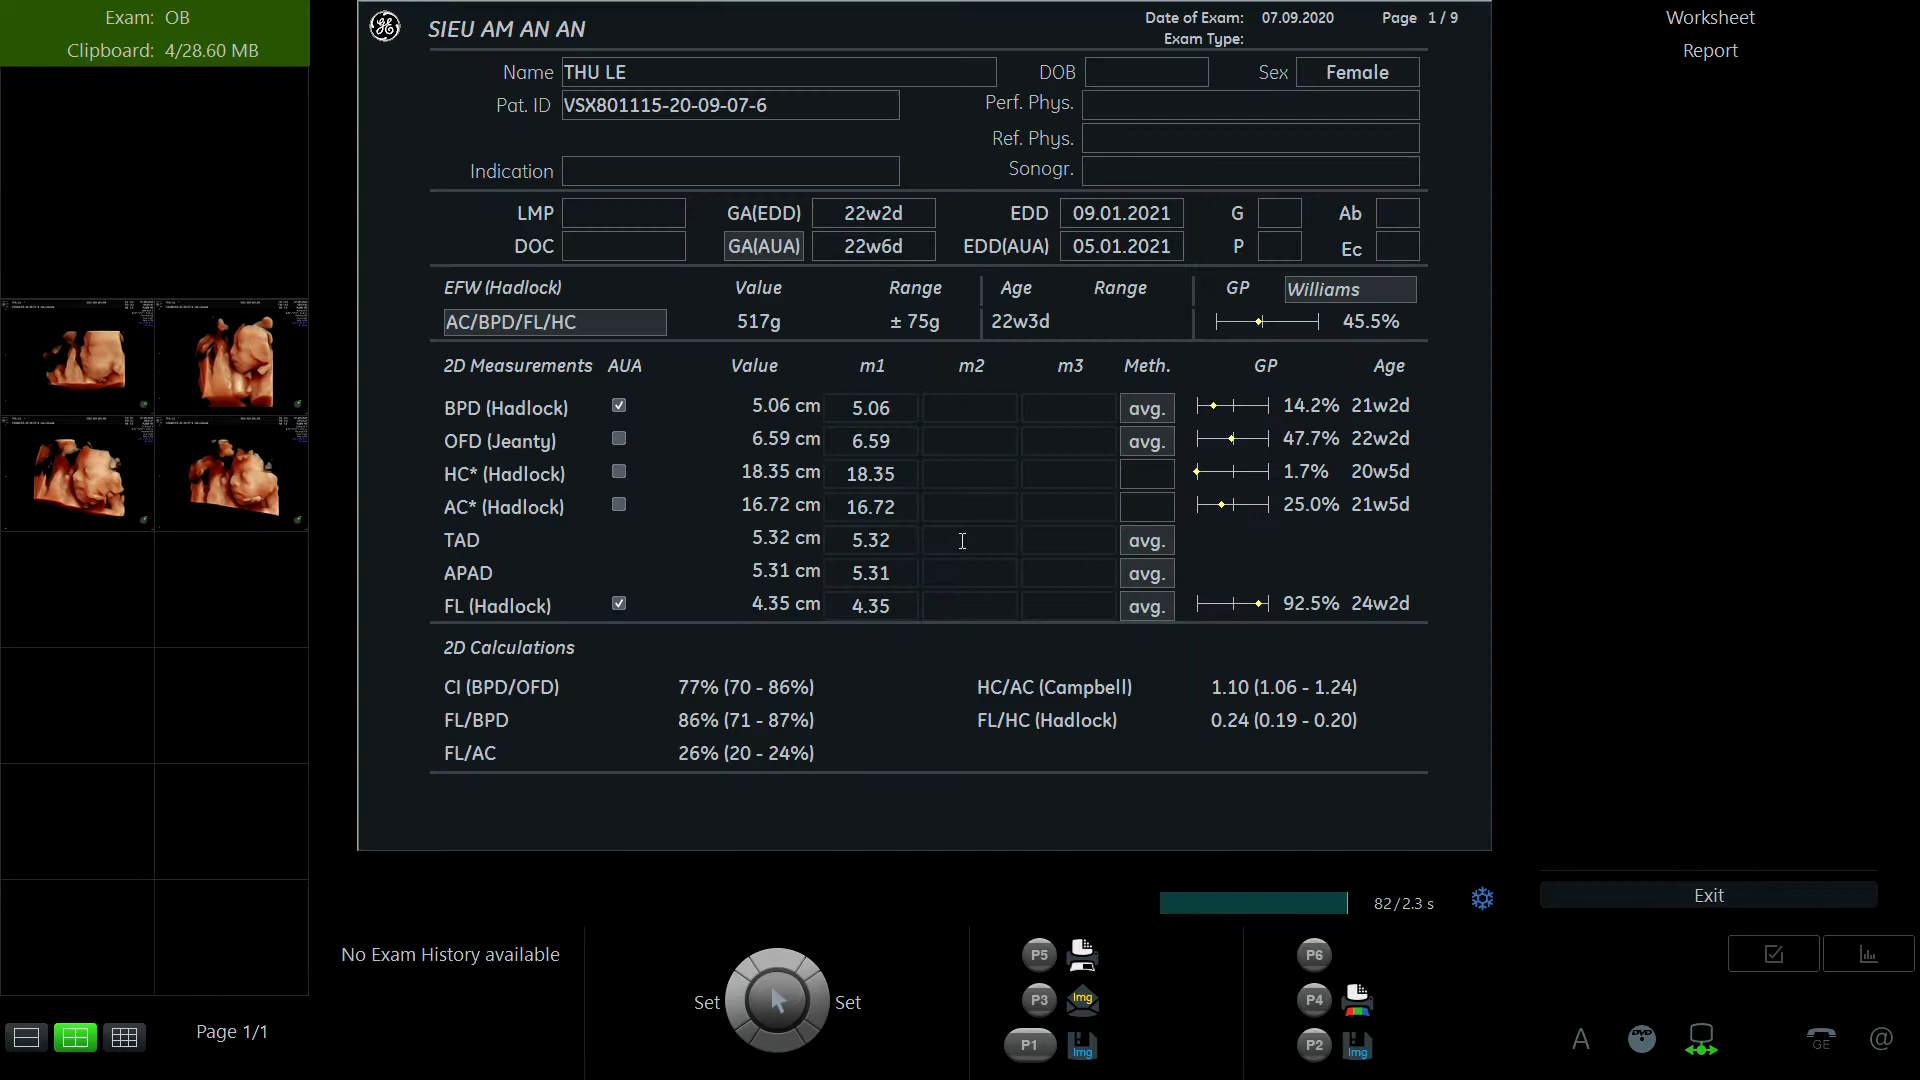 Exam: OB
Clipboard: 4/28.60 MB
SIEU AM AN AN
Date of Exam: 07.09.2020 Page 1 / 9
Exam Type:
Name THU LE DOB Sex Female
Pat. ID VSX801115-20-09-07-6 Perf. Phys.
Ref. Phys.
Indication Sonogr.
LMP GA(EDD) 22w2d EDD 09.01.2021 G Ab
DOC GA(AUA) 22w6d EDD(AUA) 05.01.2021 P Ec
EFW (Hadlock) Value Range Age Range GP Williams
AC/BPD/FL/HC 517g ± 75g 22w3d 45.5%
2D Measurements AUA Value m1 m2 m3 Meth. GP Age
BPD (Hadlock) 5.06 cm 5.06 avg. 14.2% 21w2d
OFD (Jeanty) 6.59 cm 6.59 avg. 47.7% 22w2d
HC* (Hadlock) 18.35 cm 18.35 1.7% 20w5d
AC* (Hadlock) 16.72 cm 16.72 25.0% 21w5d
TAD 5.32 cm 5.32 avg.
APAD 5.31 cm 5.31 avg.
FL (Hadlock) 4.35 cm 4.35 avg. 92.5% 24w2d
2D Calculations
CI (BPD/OFD) 77% (70 - 86%) HC/AC (Campbell) 1.10 (1.06 - 1.24)
FL/BPD 86% (71 - 87%) FL/HC (Hadlock) 0.24 (0.19 - 0.20)
FL/AC 26% (20 - 24%)
Worksheet
Report
82/2.3 s
Exit
No Exam History available
Set Set
P5 P6
P3 Img P4
P1 Img P2 Img
Page 1/1
A DVD GE @